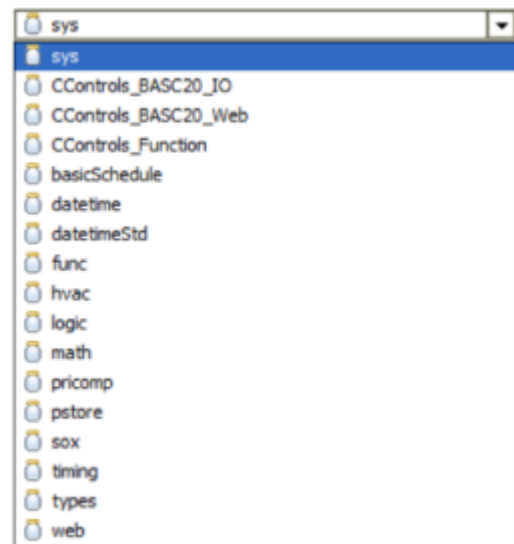 sys
sys
CControls_BASC20_IO
CControls_BASC20_Web
CControls_Function
basicSchedule
datetime
datetimeStd
func
hvac
logic
math
pricomp
pstore
sox
timing
types
web